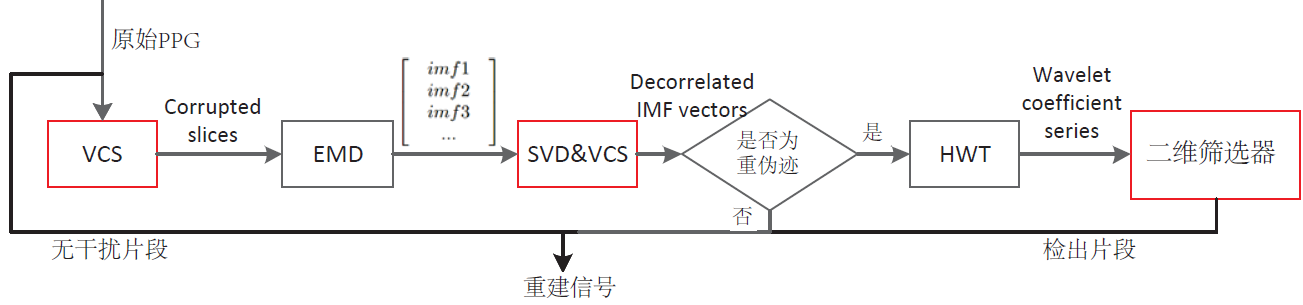 原始PPG
Corrupted
slices
VCS
EMD
imf1
imf2
imf3
...
SVD&VCS
Decorrelated
IMF vectors
是否为
重伪迹
是
否
HWT
Wavelet
coefficient
series
二维筛选器
无干扰片段
检出片段
重建信号